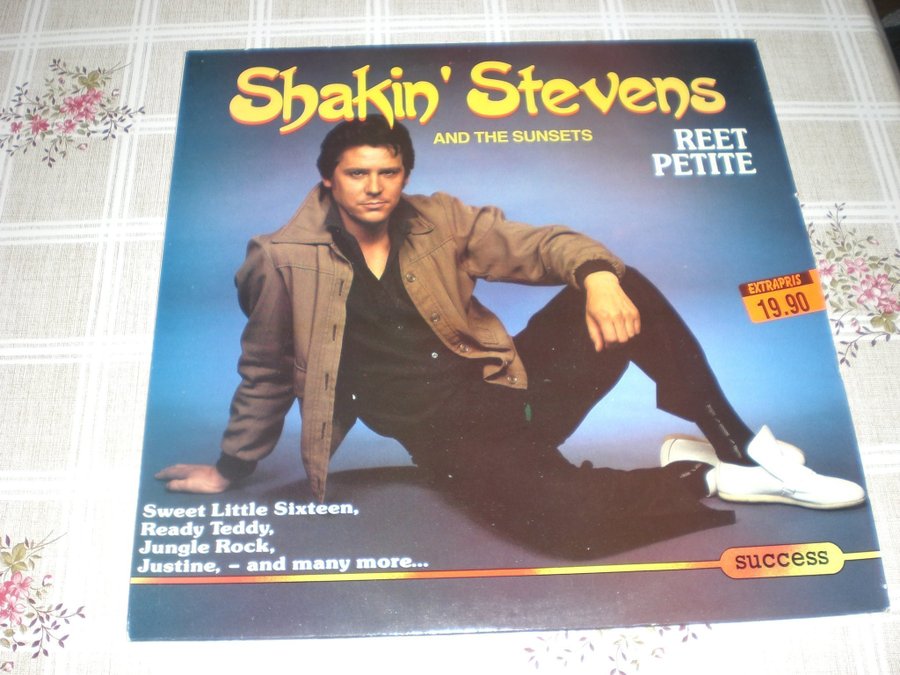 Shakin' Stevens
AND THE SUNSETS
REET
PETITE
EXTRAPRIS
19.90
Sweet Little Sixteen,
Ready Teddy,
Jungle Rock,
Justine, – and many more...
success